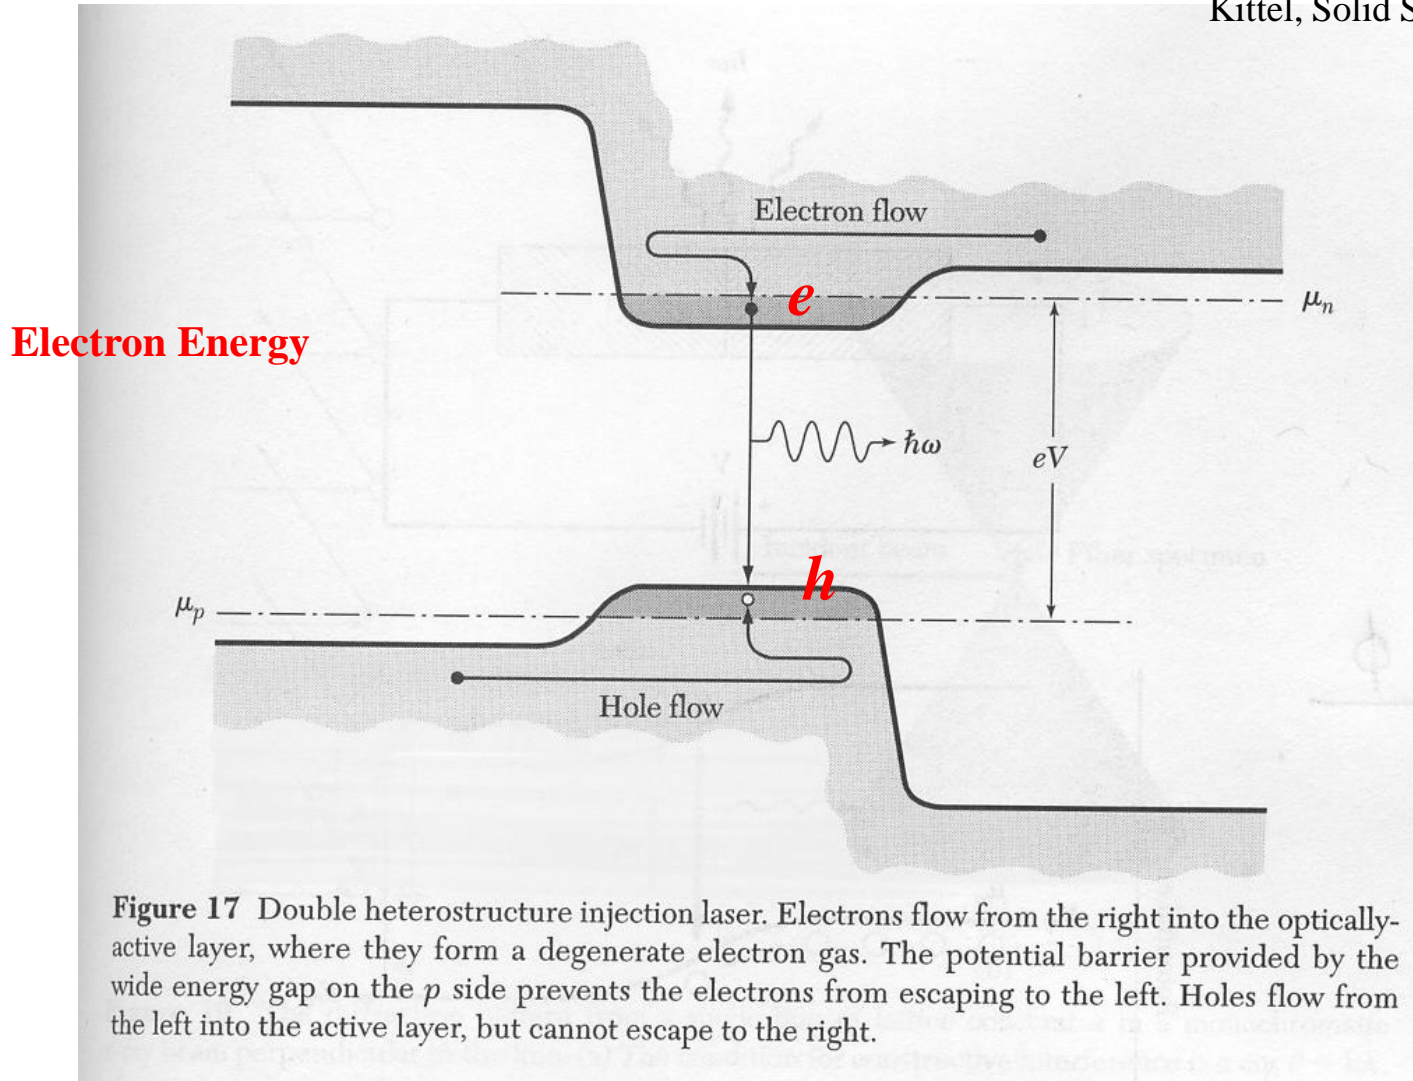 Kittel, Solid S
Electron flow
e
μn
Electron Energy
ħω
eV
h
μp
Hole flow
Figure 17 Double heterostructure injection laser. Electrons flow from the right into the optically-
active layer, where they form a degenerate electron gas. The potential barrier provided by the
wide energy gap on the p side prevents the electrons from escaping to the left. Holes flow from
the left into the active layer, but cannot escape to the right.